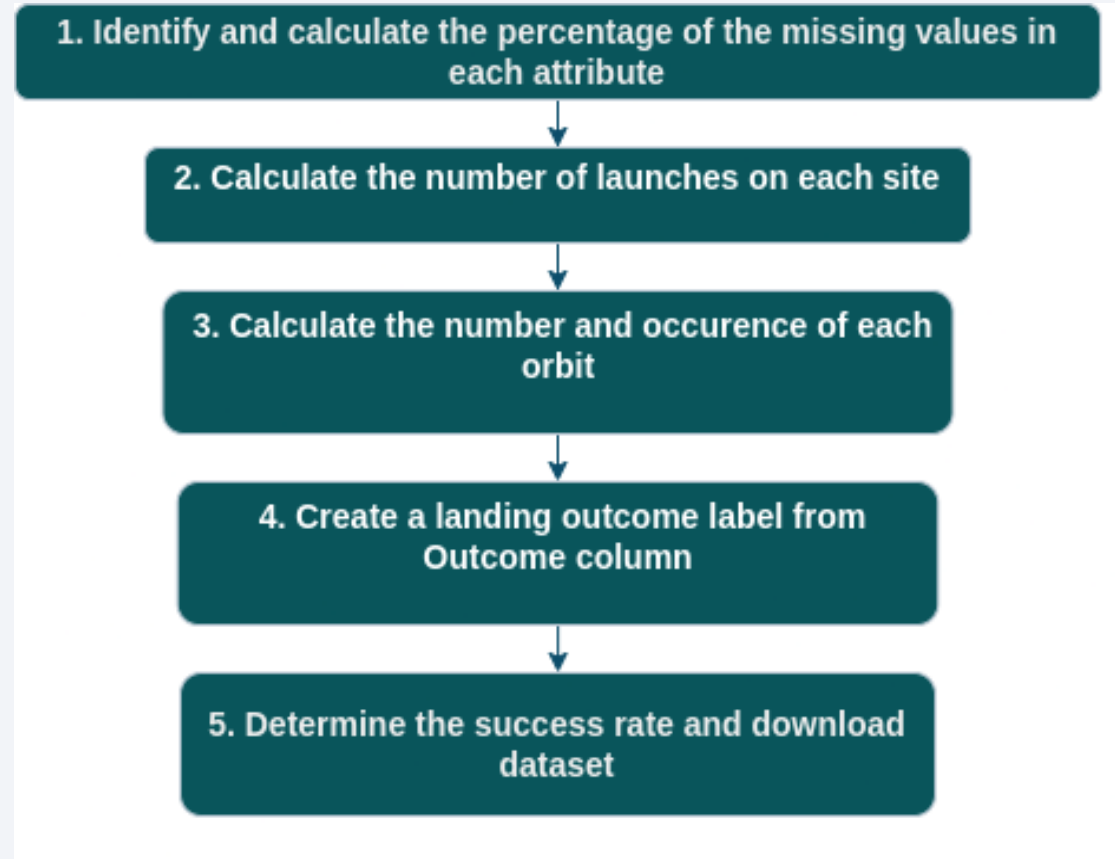 1. Identify and calculate the percentage of the missing values in
each attribute
2. Calculate the number of launches on each site
3. Calculate the number and occurence of each
orbit
4. Create a landing outcome label from
Outcome column
5. Determine the success rate and download
dataset